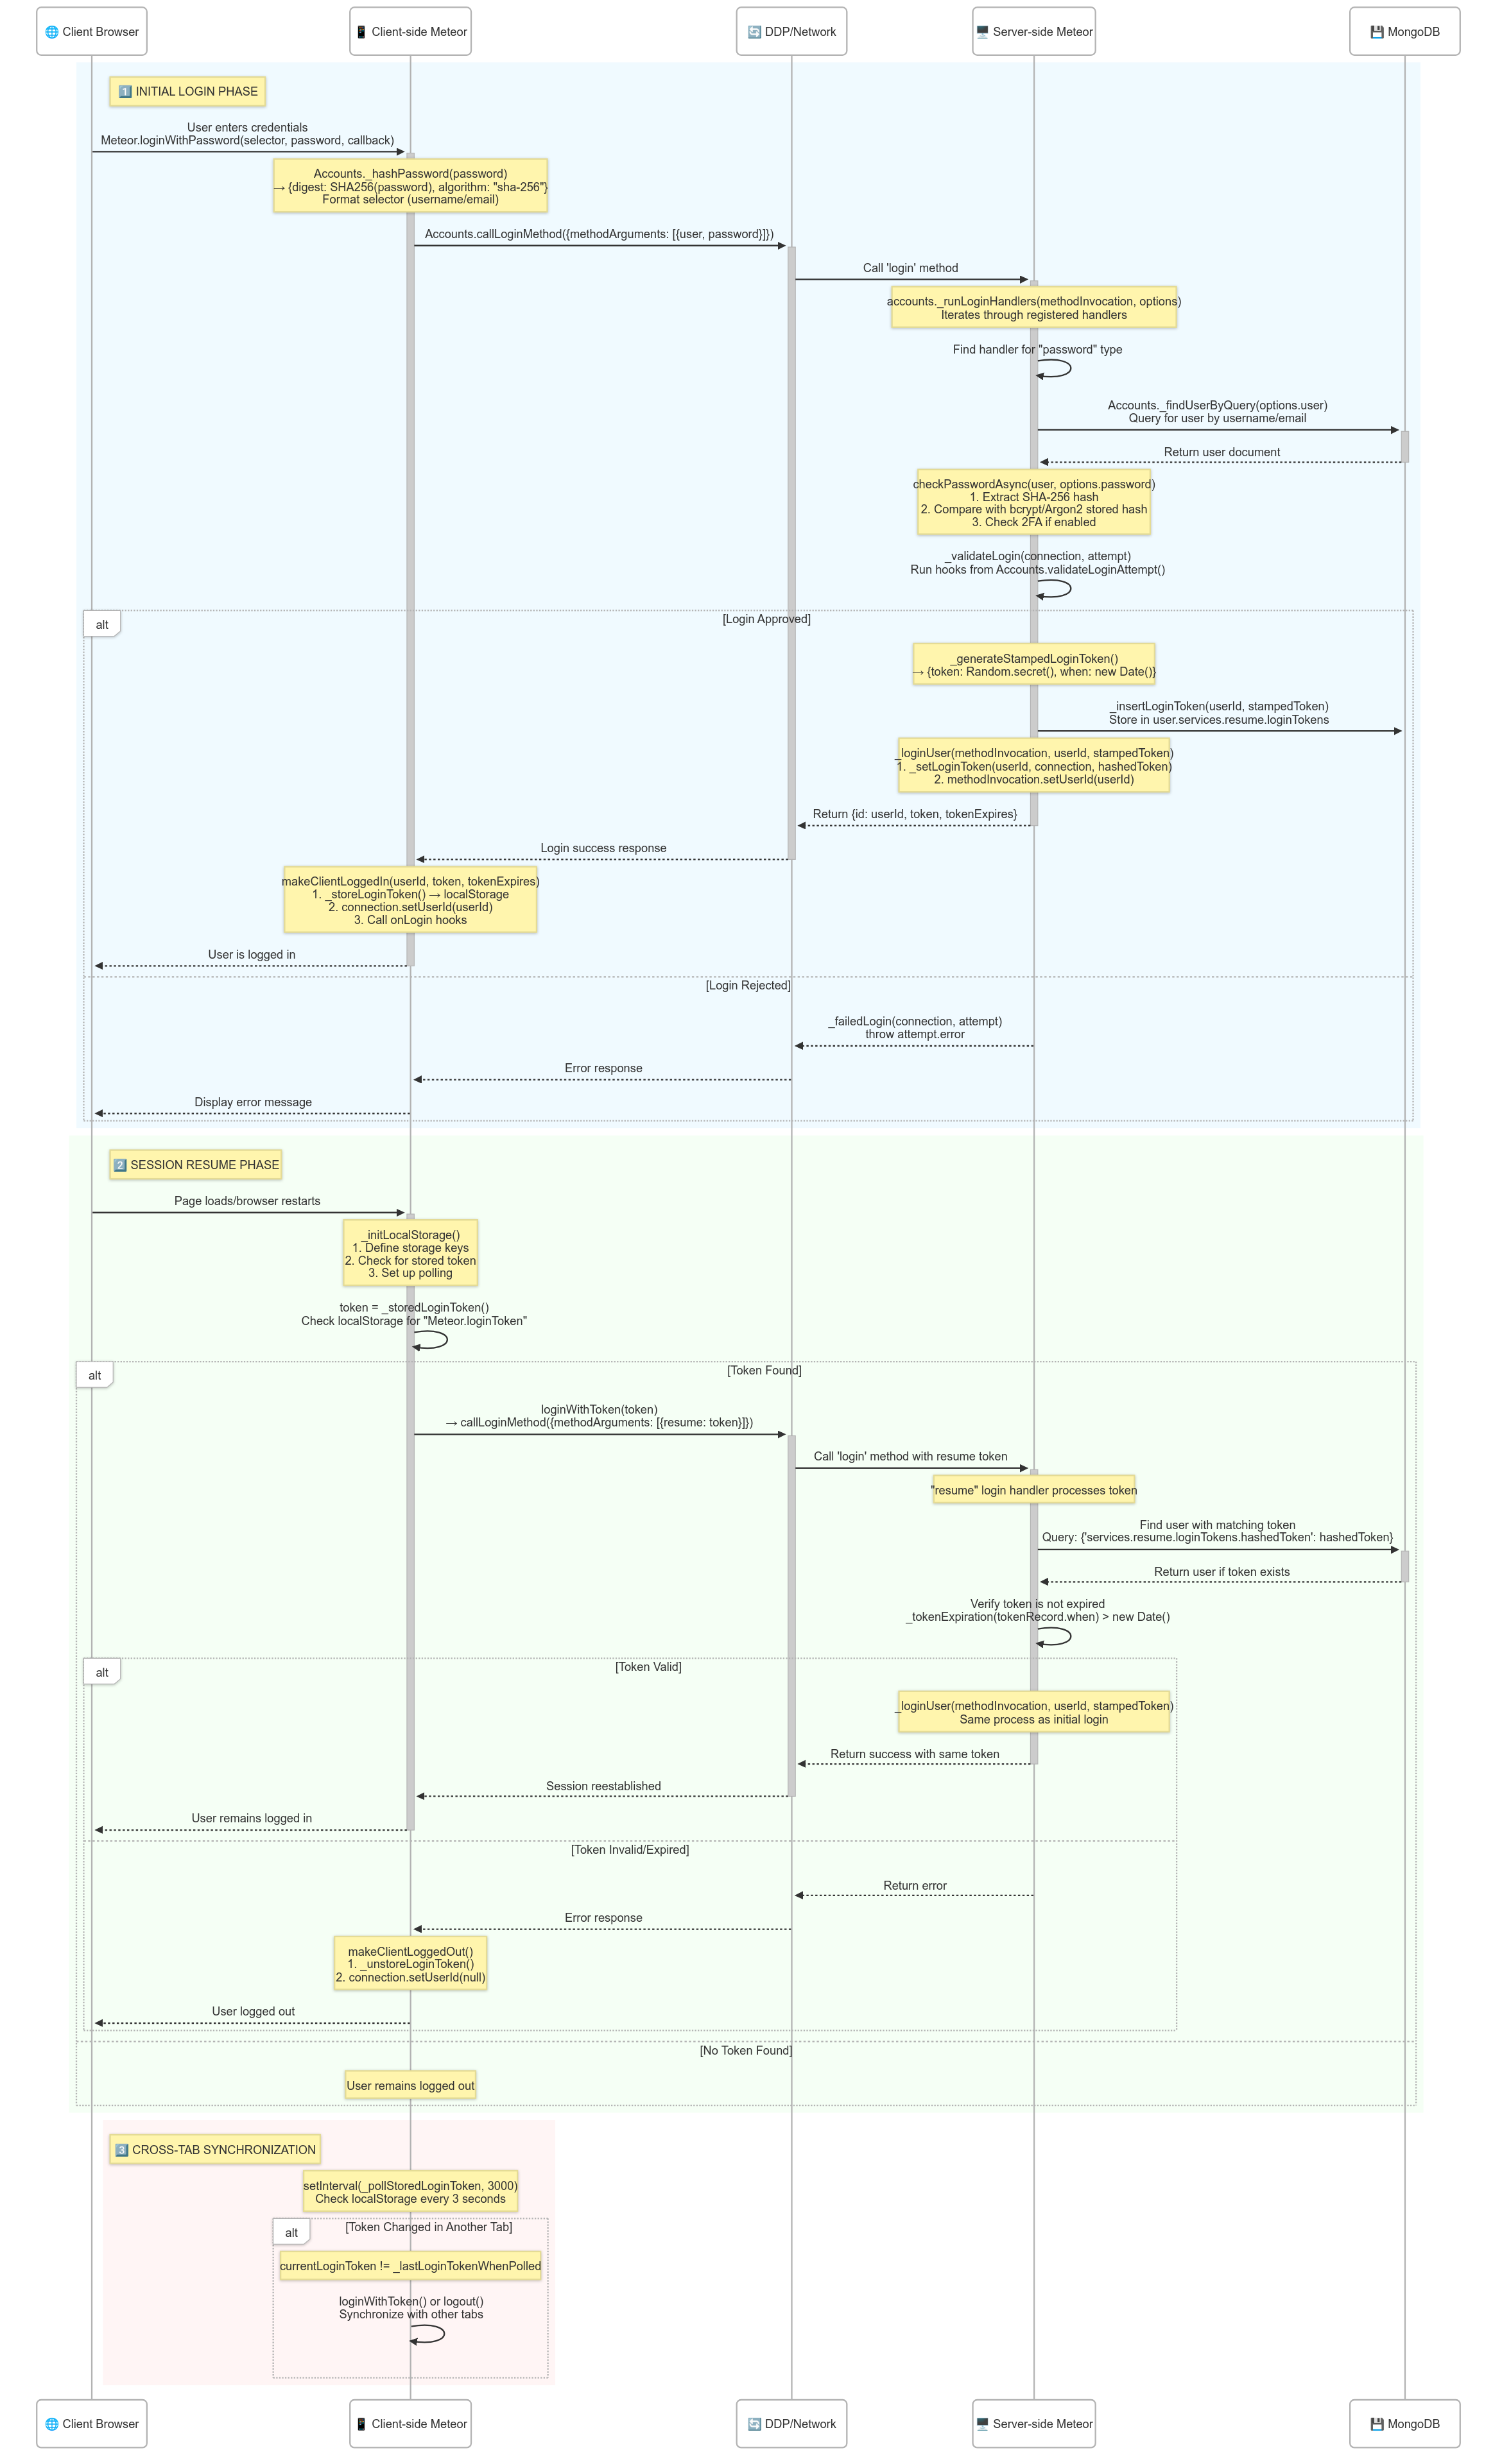 🌐 Client Browser
📱 Client-side Meteor
🔄 DDP/Network
🖥️ Server-side Meteor
💾 MongoDB
1️⃣ INITIAL LOGIN PHASE
User enters credentials
Meteor.loginWithPassword(selector, password, callback)
Accounts._hashPassword(password)
→ {digest: SHA256(password), algorithm: "sha-256"}
Format selector (username/email)
Accounts.callLoginMethod({methodArguments: [{user, password}]})
Call 'login' method
accounts._runLoginHandlers(methodInvocation, options)
Iterates through registered handlers
Find handler for "password" type
Accounts._findUserByQuery(options.user)
Query for user by username/email
Return user document
checkPasswordAsync(user, options.password)
1. Extract SHA-256 hash
2. Compare with bcrypt/Argon2 stored hash
3. Check 2FA if enabled
_validateLogin(connection, attempt)
Run hooks from Accounts.validateLoginAttempt()
alt
[Login Approved]
_generateStampedLoginToken()
→ {token: Random.secret(), when: new Date()}
_insertLoginToken(userId, stampedToken)
Store in user.services.resume.loginTokens
_loginUser(methodInvocation, userId, stampedToken)
1. _setLoginToken(userId, connection, hashedToken)
2. methodInvocation.setUserId(userId)
Return {id: userId, token, tokenExpires}
Login success response
makeClientLoggedIn(userId, token, tokenExpires)
1. _storeLoginToken() → localStorage
2. connection.setUserId(userId)
3. Call onLogin hooks
User is logged in
[Login Rejected]
_failedLogin(connection, attempt)
throw attempt.error
Error response
Display error message
2️⃣ SESSION RESUME PHASE
Page loads/browser restarts
_initLocalStorage()
1. Define storage keys
2. Check for stored token
3. Set up polling
token = _storedLoginToken()
Check localStorage for "Meteor.loginToken"
alt
[Token Found]
loginWithToken(token)
→ callLoginMethod({methodArguments: [{resume: token}]})
Call 'login' method with resume token
"resume" login handler processes token
Find user with matching token
Query: {'services.resume.loginTokens.hashedToken': hashedToken}
Return user if token exists
Verify token is not expired
_tokenExpiration(tokenRecord.when) > new Date()
alt
[Token Valid]
_loginUser(methodInvocation, userId, stampedToken)
Same process as initial login
Return success with same token
Session reestablished
User remains logged in
[Token Invalid/Expired]
Return error
Error response
makeClientLoggedOut()
1. _unstoreLoginToken()
2. connection.setUserId(null)
User logged out
[No Token Found]
User remains logged out
3️⃣ CROSS-TAB SYNCHRONIZATION
setInterval(_pollStoredLoginToken, 3000)
Check localStorage every 3 seconds
alt
[Token Changed in Another Tab]
currentLoginToken != _lastLoginTokenWhenPolled
loginWithToken() or logout()
Synchronize with other tabs
🌐 Client Browser
📱 Client-side Meteor
🔄 DDP/Network
🖥️ Server-side Meteor
💾 MongoDB